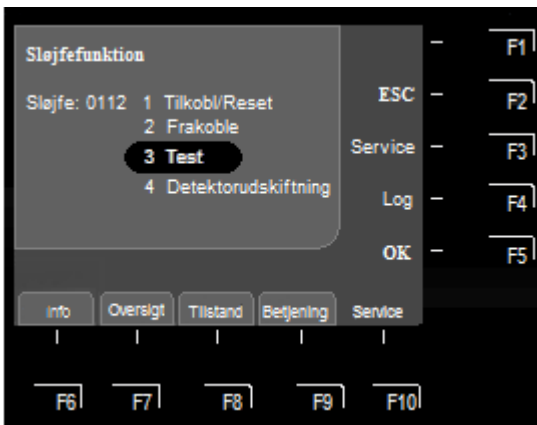 Sløjfefunktion
Sløjfe: 0112 1 Tilkobl/Reset
2 Frakoble
3 Test
4 Detektorudskiftning
F1
ESC F2
Service F3
Log F4
OK F5
Info Oversigt Tilstand Betjening Service
F6 F7 F8 F9 F10